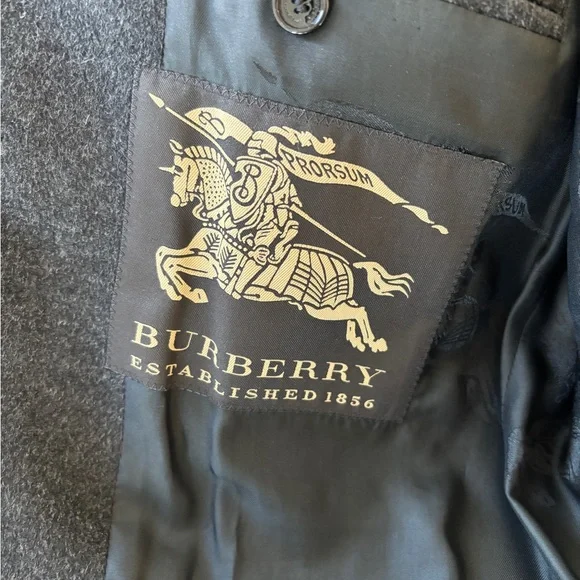 B
PRORSUM
B
BURBERRY
ESTABLISHED 1856